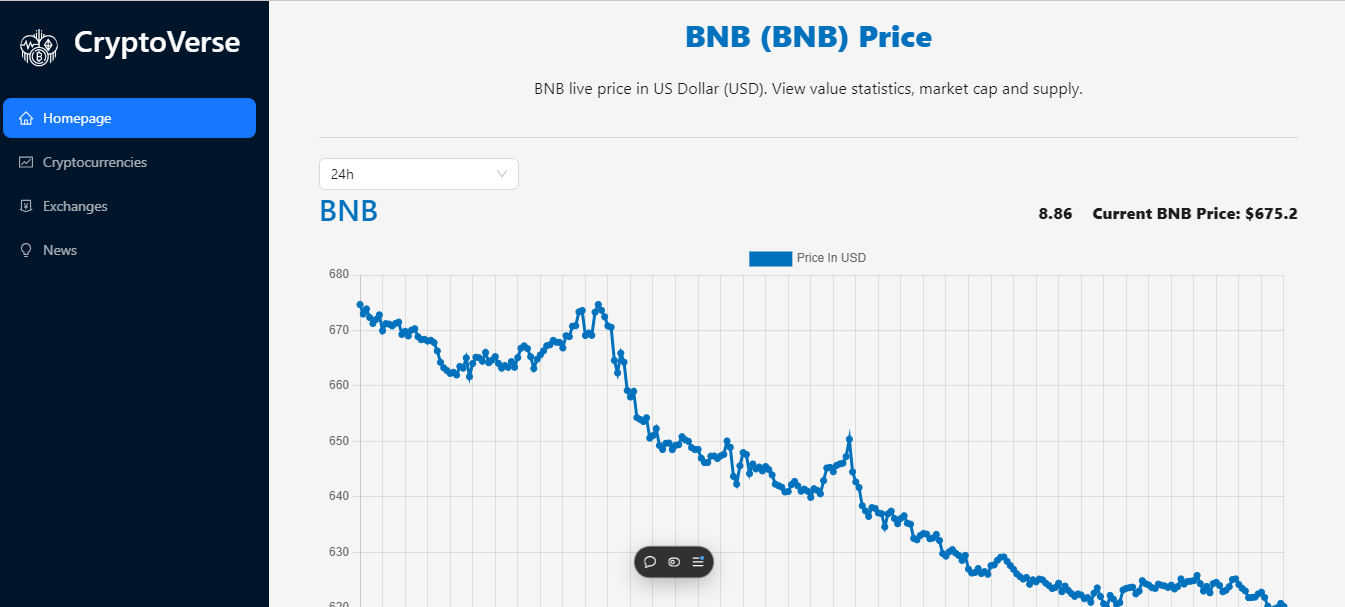 CryptoVerse
Homepage
Cryptocurrencies
Exchanges
News
BNB (BNB) Price
BNB live price in US Dollar (USD). View value statistics, market cap and supply.
24h
BNB
8.86 Current BNB Price: $675.2
Price In USD
680
670
660
650
640
630
620